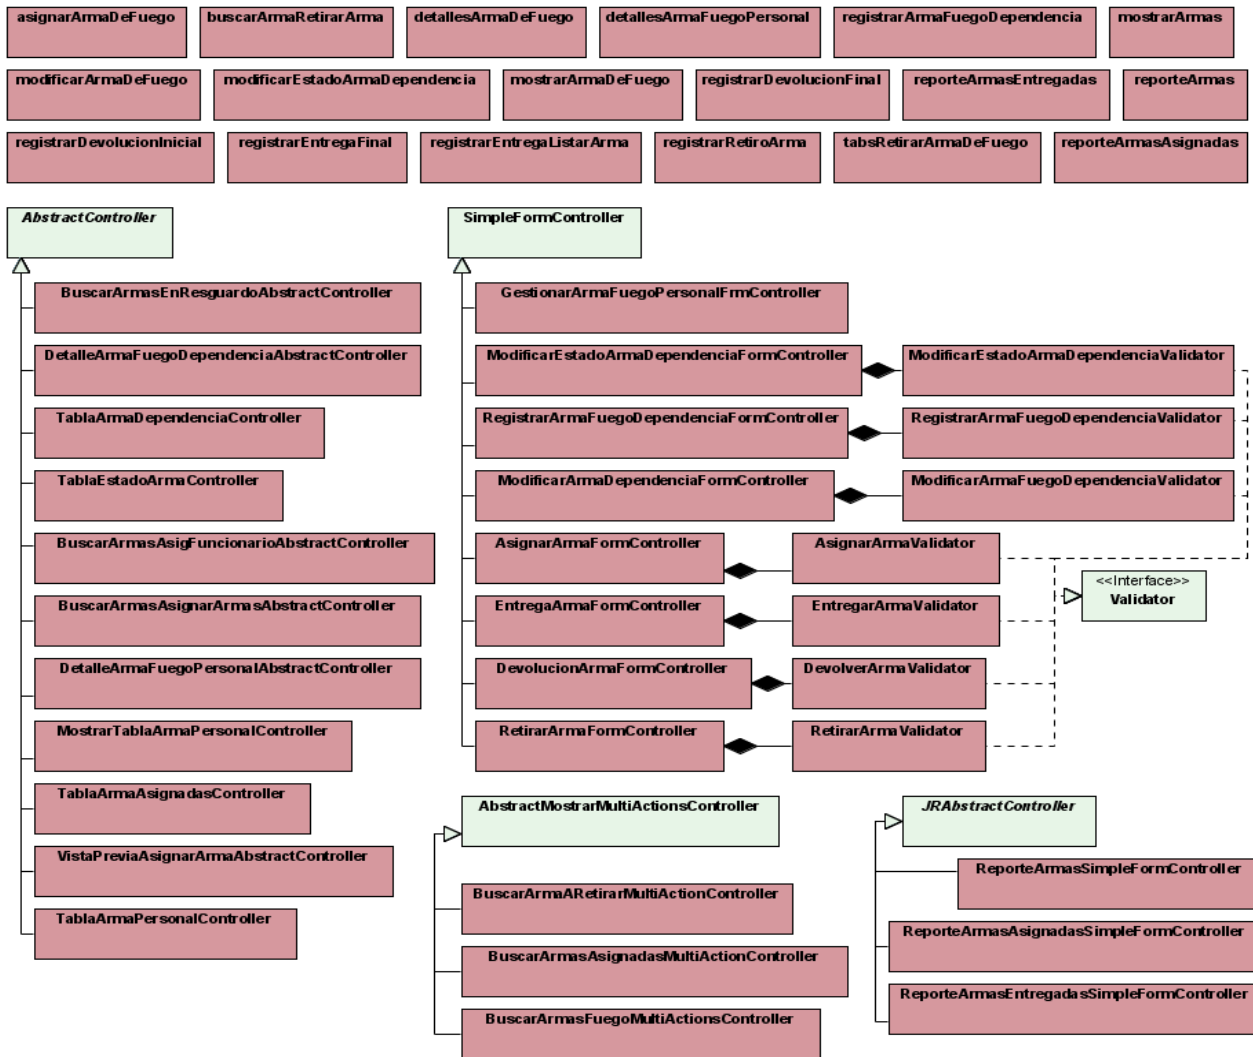 asignarArmaDeFuego
buscarArmaRetirarArma
detallesArmaDeFuego
detallesArmaFuegoPersonal
registrarArmaFuegoDependencia
mostrarArmas
modificarArmaDeFuego
modificarEstadoArmaDependencia
mostrarArmaDeFuego
registrarDevolucionFinal
reporteArmasEntregadas
reporteArmas
registrarDevolucionInicial
registrarEntregaFinal
registrarEntregaListarArma
registrarRetiroArma
tabsRetirarArmaDeFuego
reporteArmasAsignadas
AbstractController
BuscarArmasEnResguardoAbstractController
DetalleArmaFuegoDependenciaAbstractController
TablaArmaDependenciaController
TablaEstadoArmaController
BuscarArmasAsigFuncionarioAbstractController
BuscarArmasAsignarArmasAbstractController
DetalleArmaFuegoPersonalAbstractController
MostrarTablaArmaPersonalController
TablaArmaAsignadasController
VistaPreviaAsignarArmaAbstractController
TablaArmaPersonalController
SimpleFormController
GestionarArmaFuegoPersonalFrmController
ModificarEstadoArmaDependenciaFormController
ModificarEstadoArmaDependenciaValidator
RegistrarArmaFuegoDependenciaFormController
RegistrarArmaFuegoDependenciaValidator
ModificarArmaDependenciaFormController
ModificarArmaFuegoDependenciaValidator
AsignarArmaFormController
AsignarArmaValidator
EntregaArmaFormController
EntregarArmaValidator
DevolucionArmaFormController
DevolverArmaValidator
RetirarArmaFormController
RetirarArmaValidator
<<Interface>>
Validator
AbstractMostrarMultiActionsController
BuscarArmaARetirarMultiActionController
BuscarArmasAsignadasMultiActionController
BuscarArmasFuegoMultiActionsController
JRAbstractController
ReporteArmasSimpleFormController
ReporteArmasAsignadasSimpleFormController
ReporteArmasEntregadasSimpleFormController